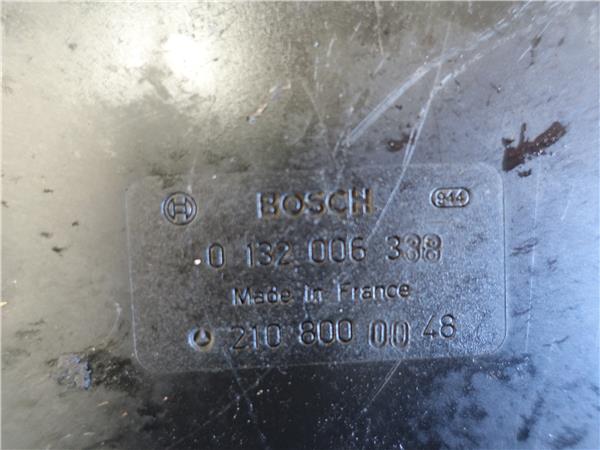 BOSCH 944
0 132 006 338
Made in France
210 800 00 48